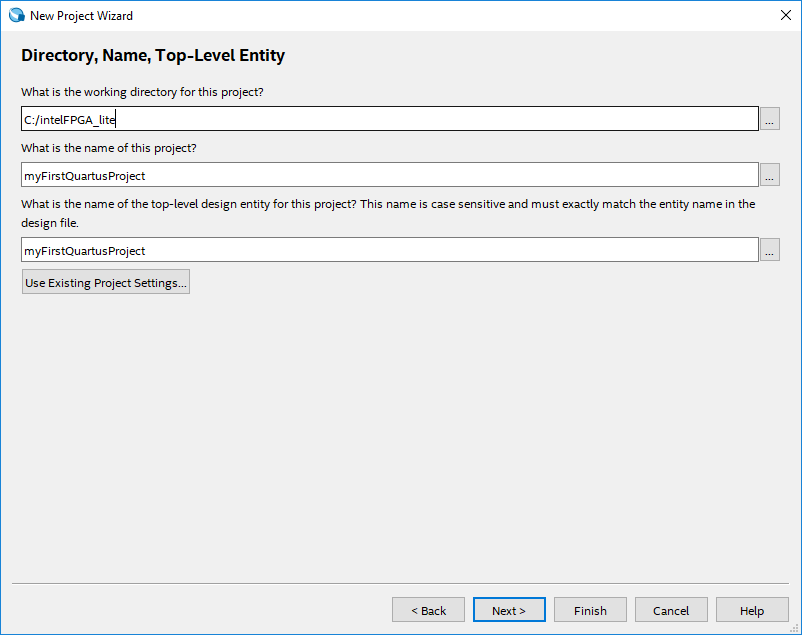 New Project Wizard
Directory, Name, Top-Level Entity
What is the working directory for this project?
C:/intelFPGA_lite
...
What is the name of this project?
myFirstQuartusProject
...
What is the name of the top-level design entity for this project? This name is case sensitive and must exactly match the entity name in the
design file.
myFirstQuartusProject
...
Use Existing Project Settings...
< Back
Next >
Finish
Cancel
Help